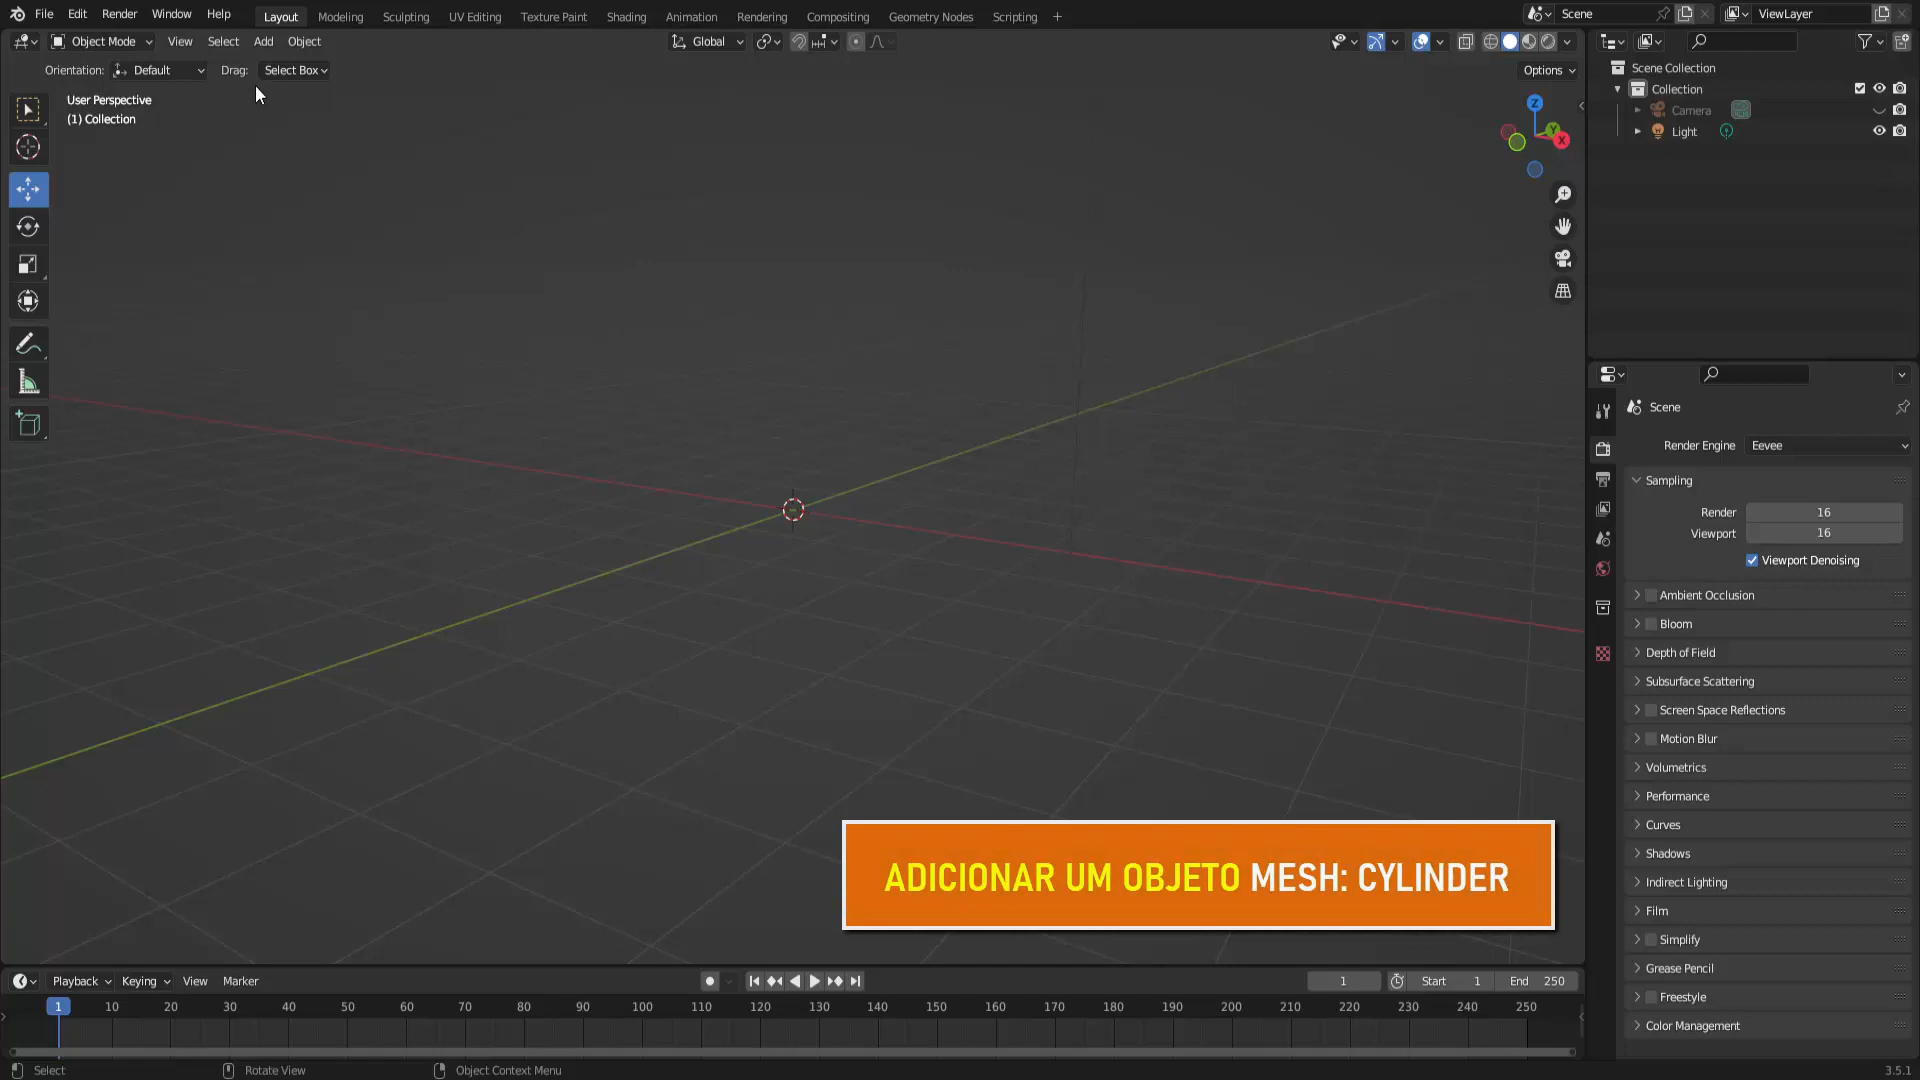 File Edit Render Window Help Layout Modeling Sculpting UV Editing Texture Paint Shading Animation Rendering Compositing Geometry Nodes Scripting + Scene ViewLayer
Object Mode View Select Add Object Global
Orientation: Default Drag: Select Box Options
User Perspective
(1) Collection
Z
Y
X
Scene Collection
Collection
Camera
Light
Scene
Render Engine Eevee
Sampling
Render 16
Viewport 16
Viewport Denoising
Ambient Occlusion
Bloom
Depth of Field
Subsurface Scattering
Screen Space Reflections
Motion Blur
Volumetrics
Performance
Curves
Shadows
Indirect Lighting
Film
Simplify
Grease Pencil
Freestyle
Color Management
ADICIONAR UM OBJETO MESH: CYLINDER
Playback Keying View Marker 1 Start 1 End 250
1 10 20 30 40 50 60 70 80 90 100 110 120 130 140 150 160 170 180 190 200 210 220 230 240 250
Select Rotate View Object Context Menu 3.5.1